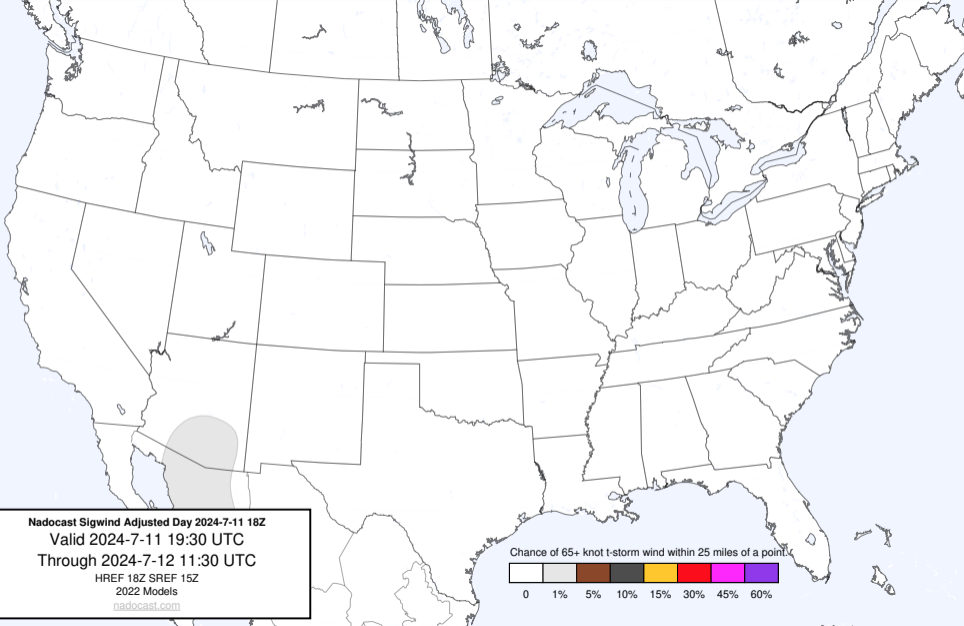 Nadocast Sigwind Adjusted Day 2024-7-11 18Z
Valid 2024-7-11 19:30 UTC
Through 2024-7-12 11:30 UTC
HREF 18Z SREF 15Z
2022 Models
nadocast.com
Chance of 65+ knot t-storm wind within 25 miles of a point.
0 1% 5% 10% 15% 30% 45% 60%